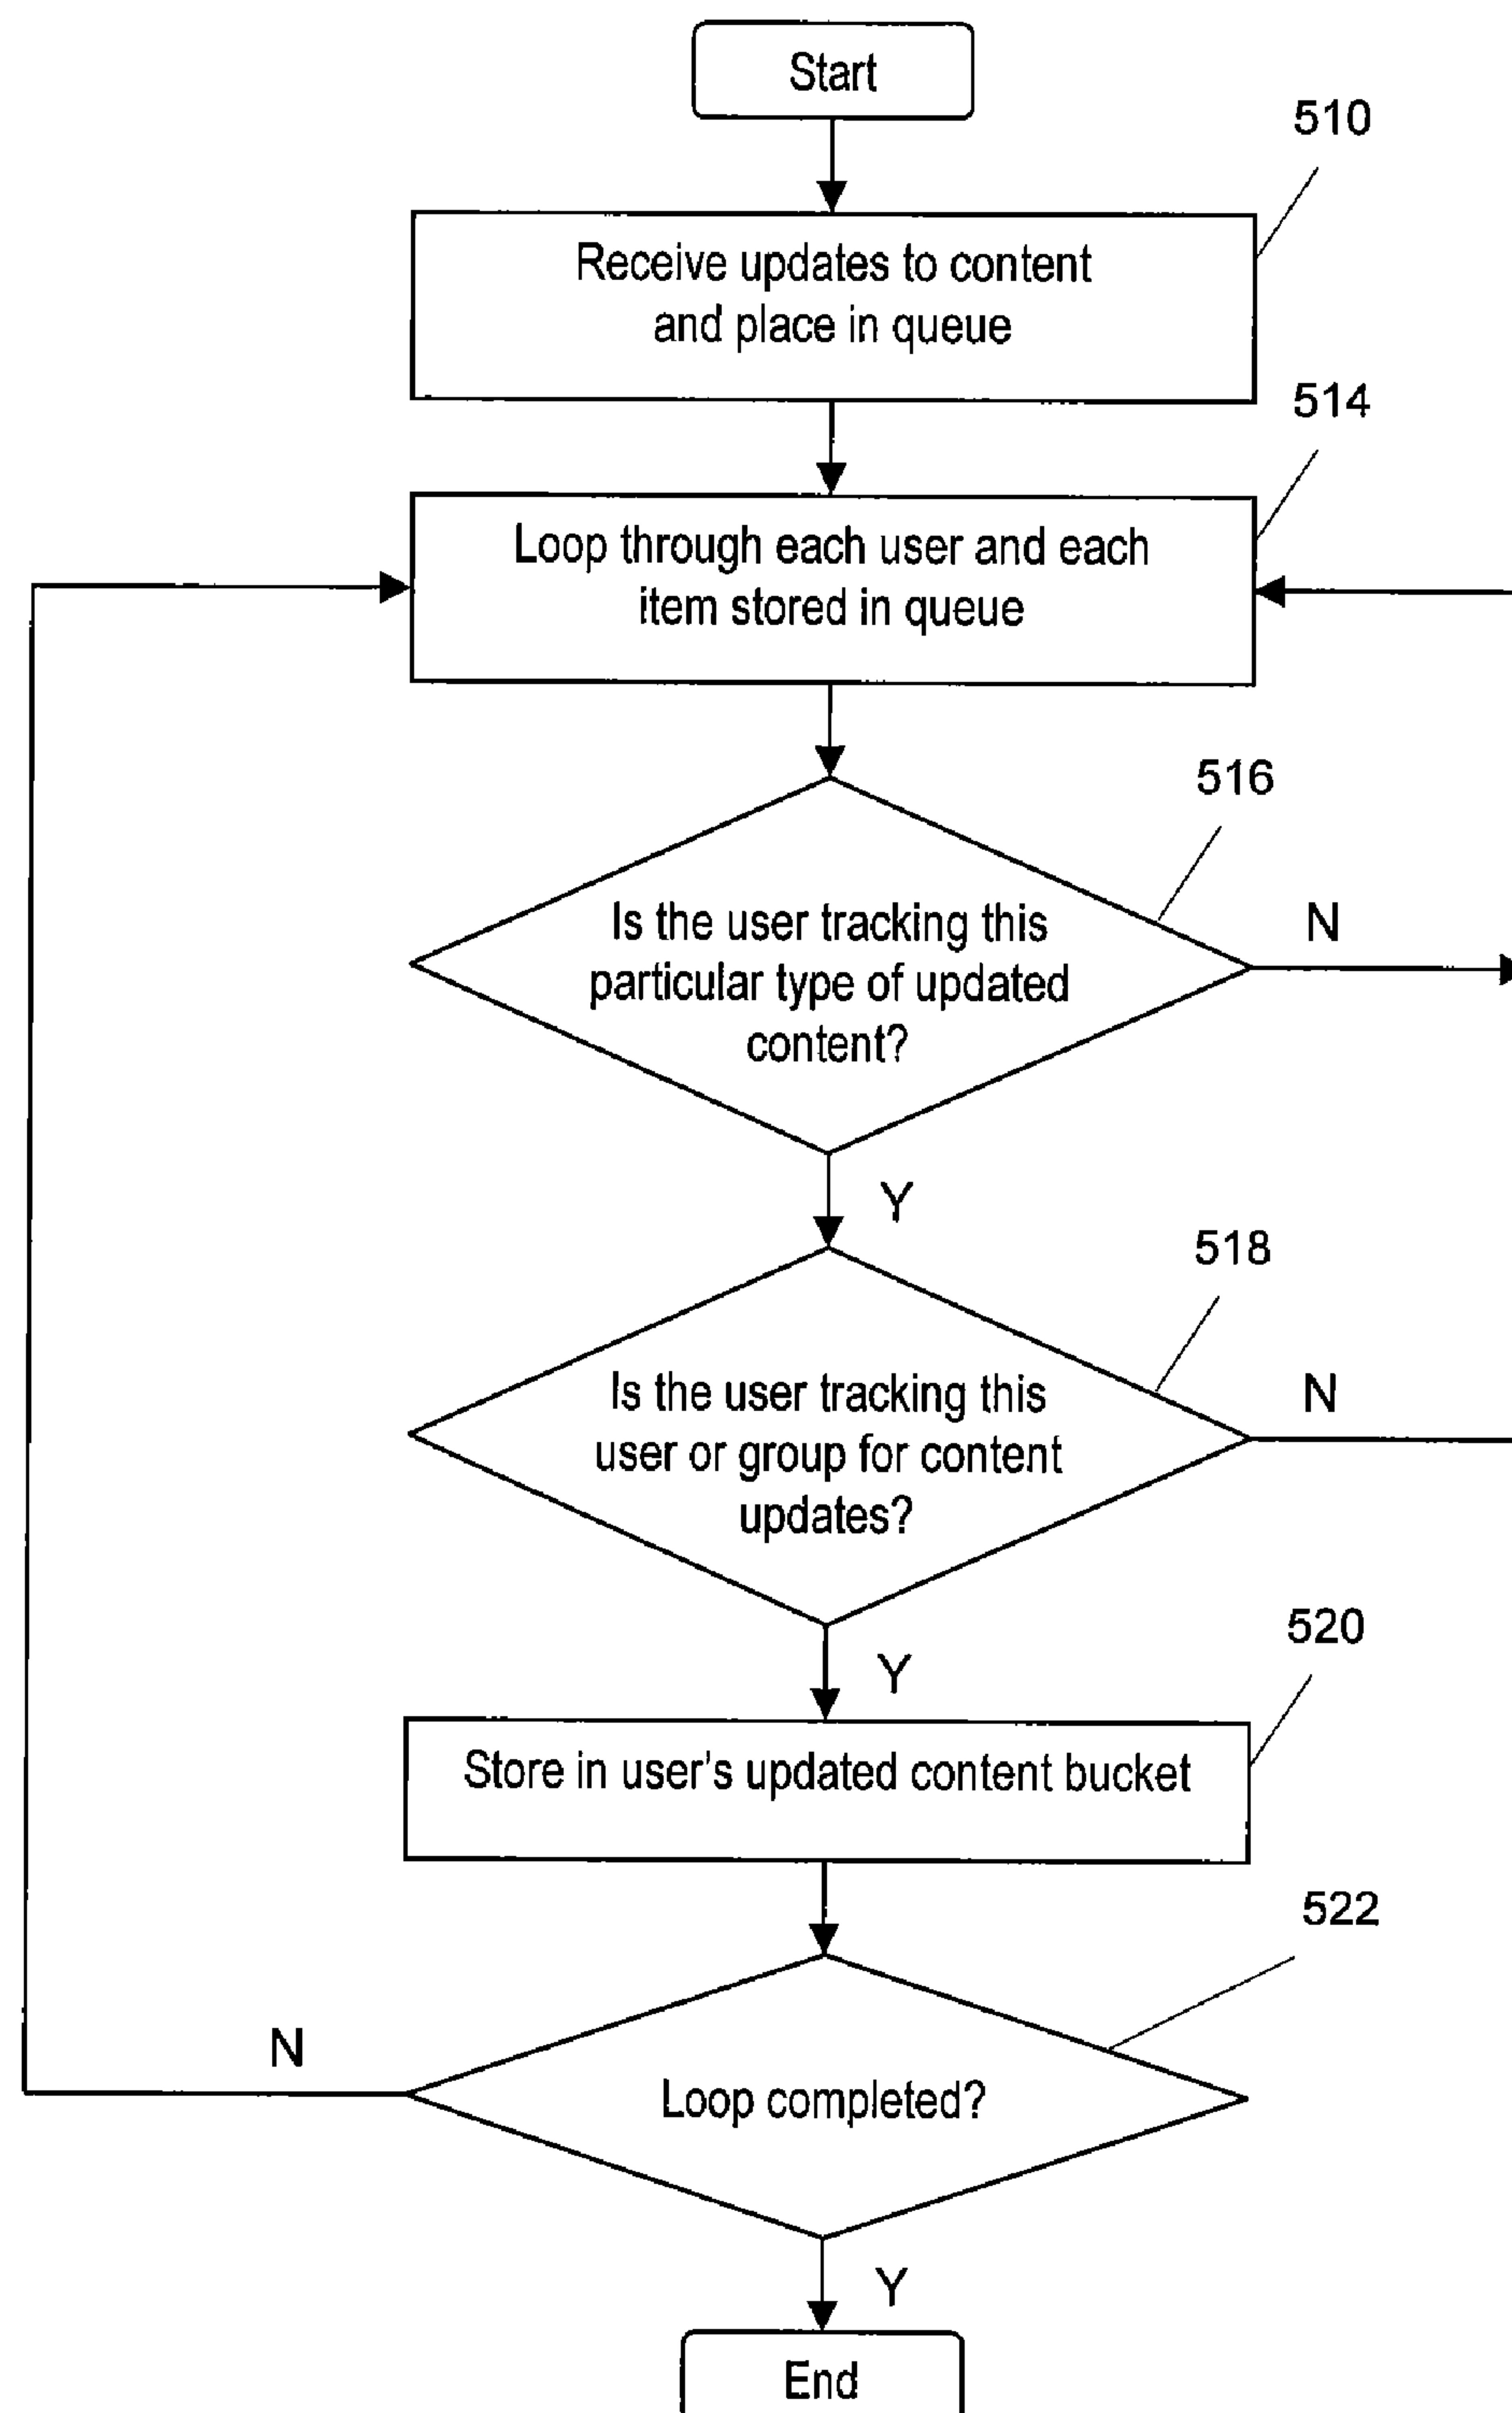 Start
510
Receive updates to content
and place in queue
514
Loop through each user and each
item stored in queue
516
Is the user tracking this
particular type of updated
content?
N
Y
518
Is the user tracking this
user or group for content
updates?
N
Y
520
Store in user's updated content bucket
522
Loop completed?
N
Y
End